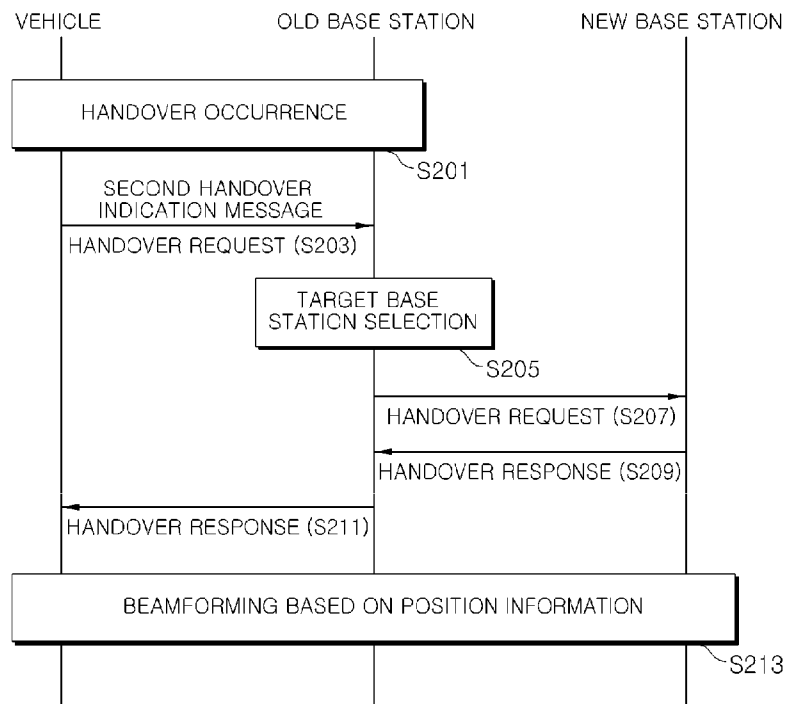 VEHICLE
OLD BASE STATION
NEW BASE STATION
HANDOVER OCCURRENCE
S201
SECOND HANDOVER
INDICATION MESSAGE
HANDOVER REQUEST (S203)
TARGET BASE
STATION SELECTION
S205
HANDOVER REQUEST (S207)
HANDOVER RESPONSE (S209)
HANDOVER RESPONSE (S211)
BEAMFORMING BASED ON POSITION INFORMATION
S213